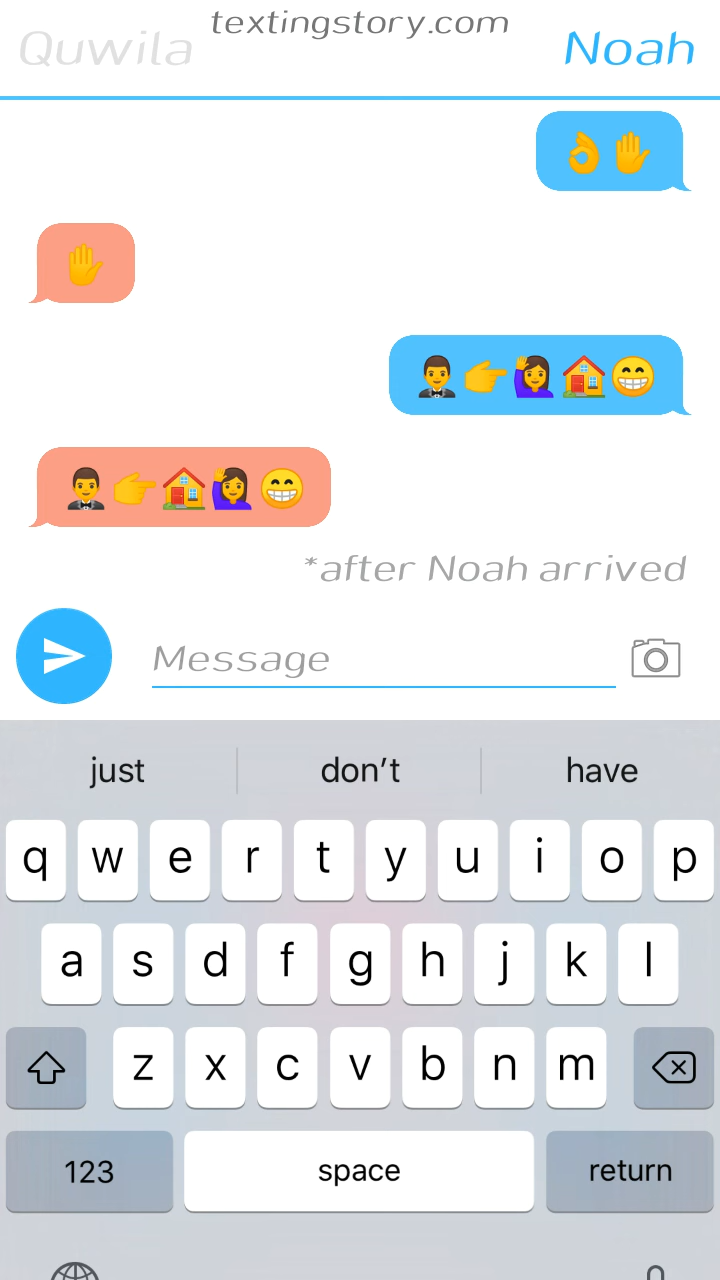 textingstory.com
Quwila
Noah
👌✋
✋
🤵👉🙋‍♀️🏠😁
🤵👉🏠🙋‍♀️😁
*after Noah arrived
Message
just don't have
q w e r t y u i o p
a s d f g h j k l
z x c v b n m
123 space return